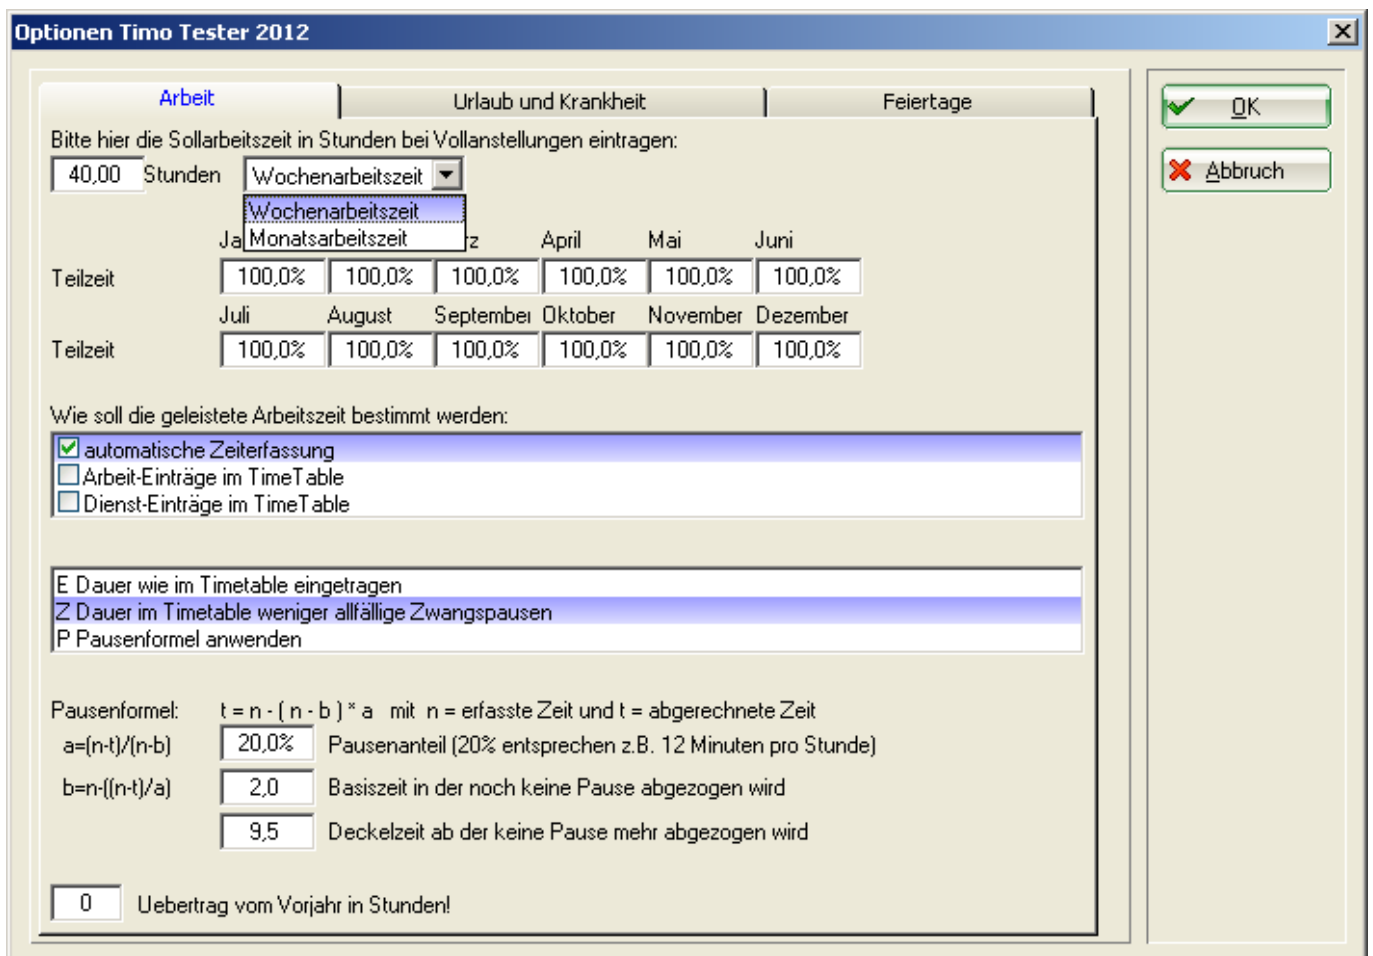 Optionen Timo Tester 2012
Arbeit Urlaub und Krankheit Feiertage
OK
Abbruch
Bitte hier die Sollarbeitszeit in Stunden bei Vollanstellungen eintragen:
40,00 Stunden Wochenarbeitszeit
Wochenarbeitszeit
Monatsarbeitszeit
Ja rz April Mai Juni
Teilzeit 100,0% 100,0% 100,0% 100,0% 100,0% 100,0%
Juli August September Oktober November Dezember
Teilzeit 100,0% 100,0% 100,0% 100,0% 100,0% 100,0%
Wie soll die geleistete Arbeitszeit bestimmt werden:
automatische Zeiterfassung
Arbeit-Einträge im TimeTable
Dienst-Einträge im TimeTable
E Dauer wie im Timetable eingetragen
Z Dauer im Timetable weniger allfällige Zwangspausen
P Pausenformel anwenden
Pausenformel: t = n - ( n - b ) * a mit n = erfasste Zeit und t = abgerechnete Zeit
a=(n-t)/(n-b) 20,0% Pausenanteil (20% entsprechen z.B. 12 Minuten pro Stunde)
b=n-((n-t)/a) 2,0 Basiszeit in der noch keine Pause abgezogen wird
9,5 Deckelzeit ab der keine Pause mehr abgezogen wird
0 Uebertrag vom Vorjahr in Stunden!